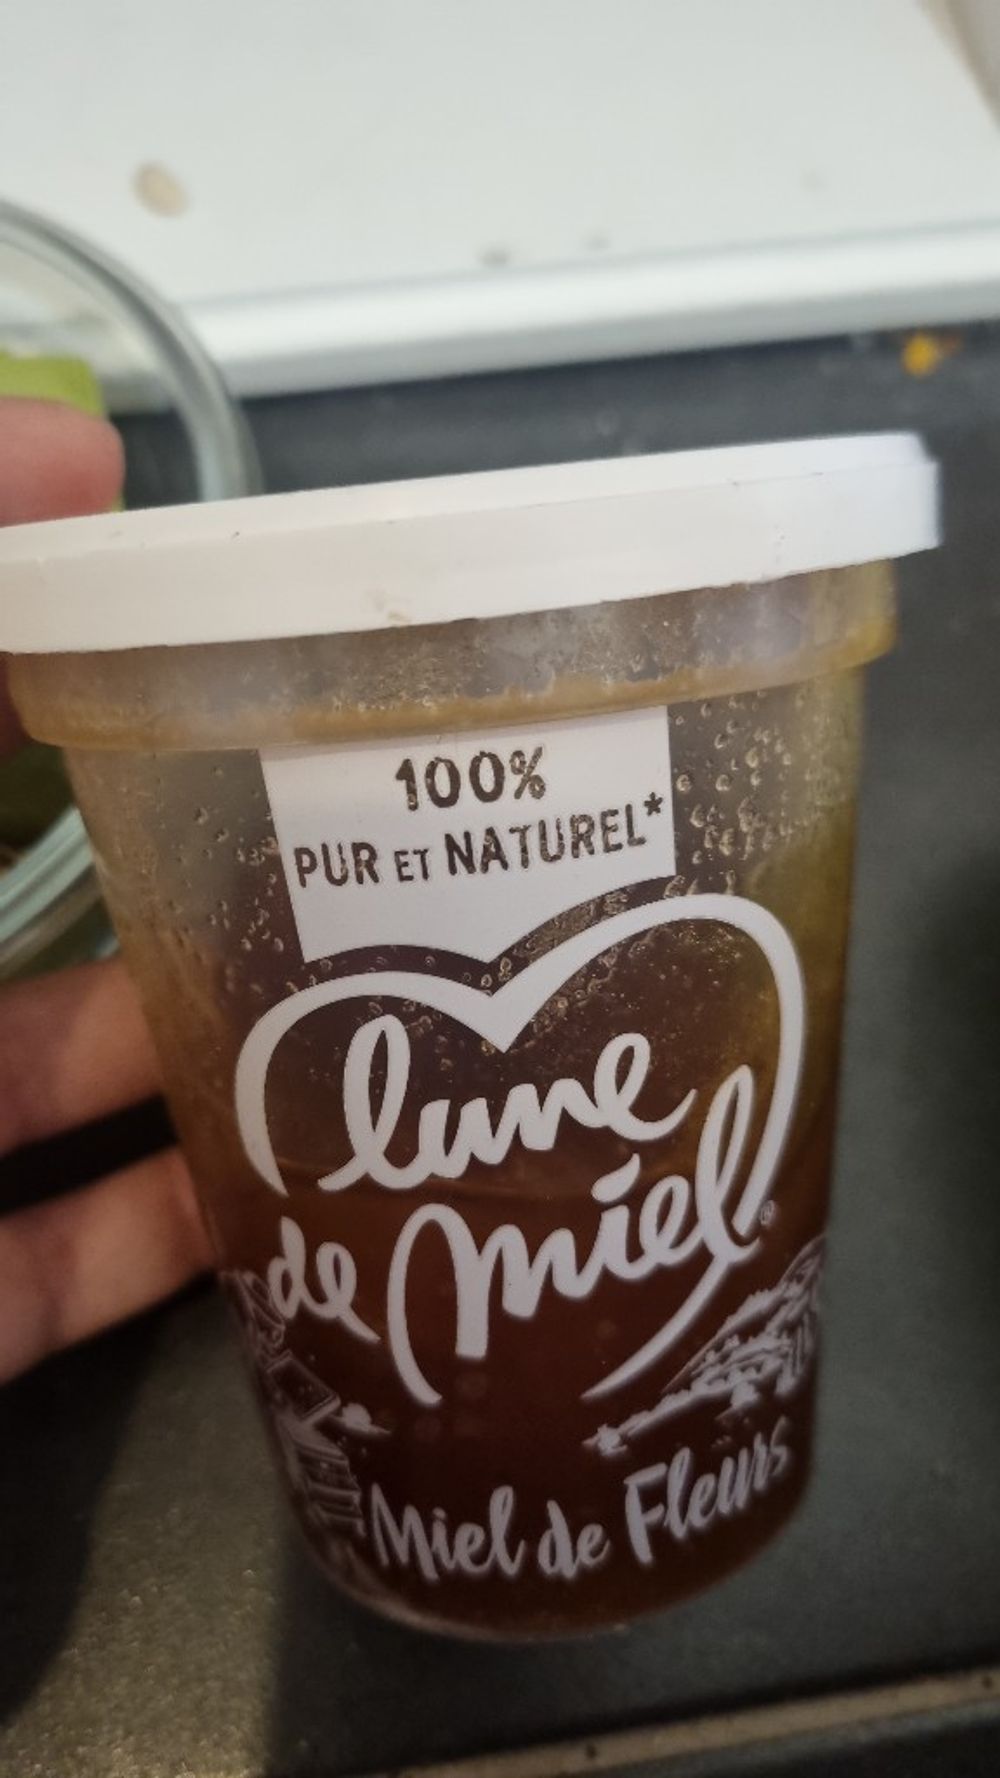 100%
PUR ET NATUREL*
lune
de miel®
Miel de Fleurs